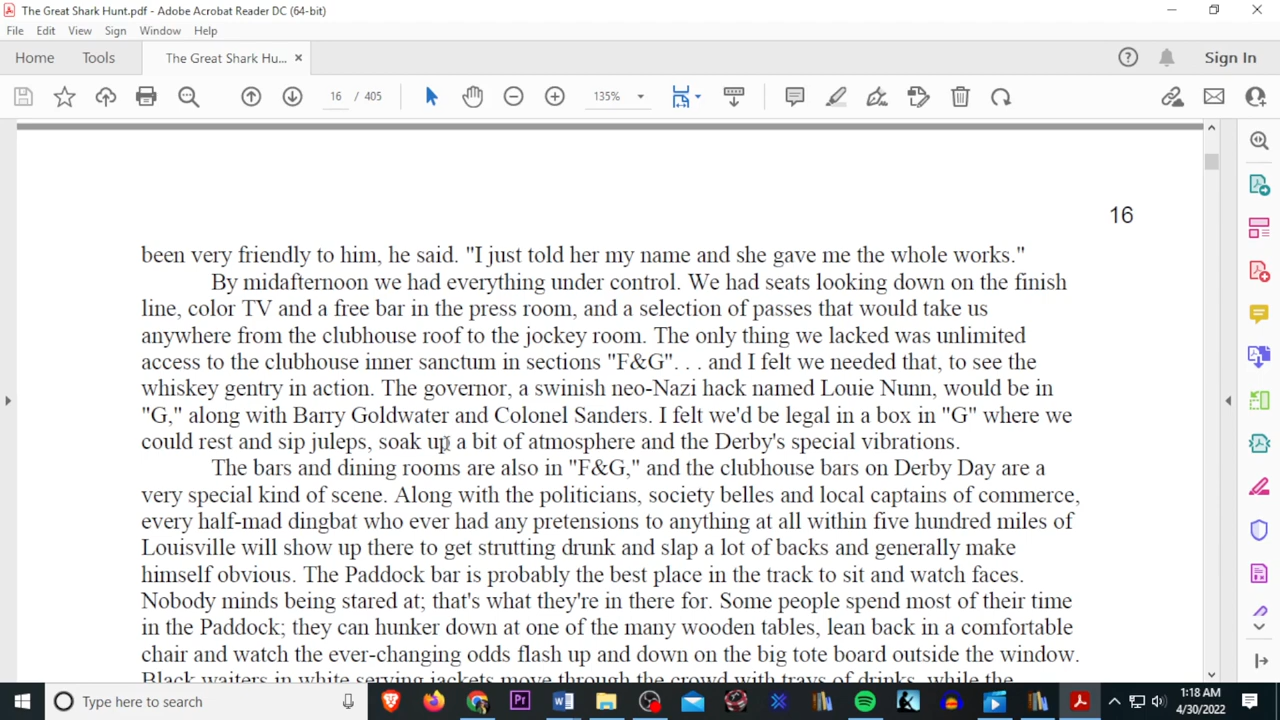 The Great Shark Hunt.pdf - Adobe Acrobat Reader DC (64-bit)
File Edit View Sign Window Help
Home Tools The Great Shark Hu... × Sign In
16 / 405 135%
16
been very friendly to him, he said. "I just told her my name and she gave me the whole works."
By midafternoon we had everything under control. We had seats looking down on the finish
line, color TV and a free bar in the press room, and a selection of passes that would take us
anywhere from the clubhouse roof to the jockey room. The only thing we lacked was unlimited
access to the clubhouse inner sanctum in sections "F&G". . . and I felt we needed that, to see the
whiskey gentry in action. The governor, a swinish neo-Nazi hack named Louie Nunn, would be in
"G," along with Barry Goldwater and Colonel Sanders. I felt we'd be legal in a box in "G" where we
could rest and sip juleps, soak up a bit of atmosphere and the Derby's special vibrations.
The bars and dining rooms are also in "F&G," and the clubhouse bars on Derby Day are a
very special kind of scene. Along with the politicians, society belles and local captains of commerce,
every half-mad dingbat who ever had any pretensions to anything at all within five hundred miles of
Louisville will show up there to get strutting drunk and slap a lot of backs and generally make
himself obvious. The Paddock bar is probably the best place in the track to sit and watch faces.
Nobody minds being stared at; that's what they're in there for. Some people spend most of their time
in the Paddock; they can hunker down at one of the many wooden tables, lean back in a comfortable
chair and watch the ever-changing odds flash up and down on the big tote board outside the window.
Black waiters in white serving jackets move through the crowd with trays of drinks, while the
Type here to search
1:18 AM
4/30/2022